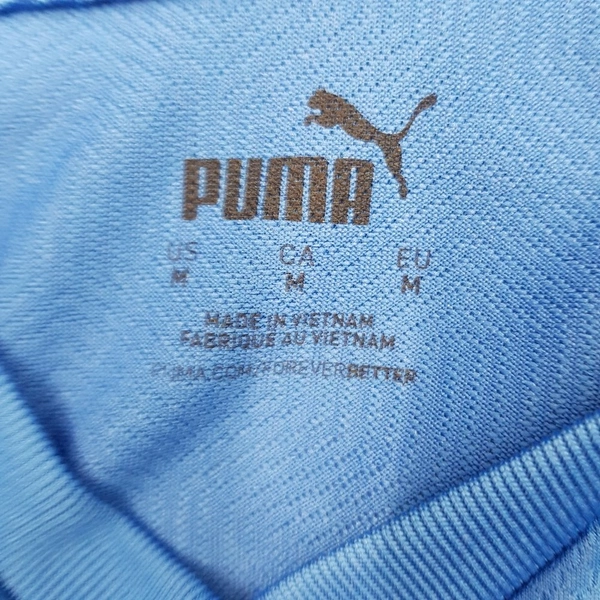 PUMA
US CA EU
M M M
MADE IN VIETNAM
FABRIQUE AU VIETNAM
PUMA.COM/FOREVERBETTER